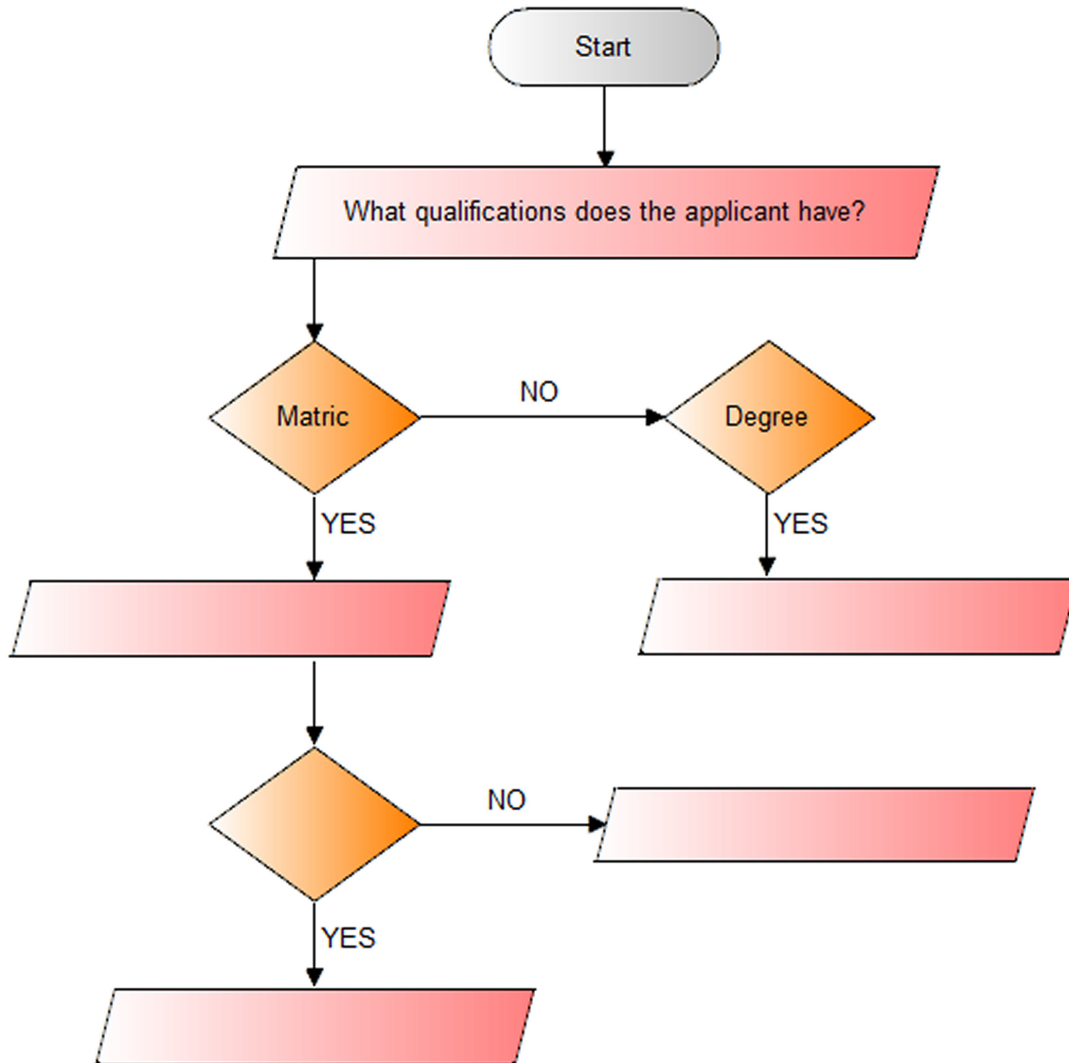 Start
What qualifications does the applicant have?
Matric
NO
Degree
YES
YES
NO
YES